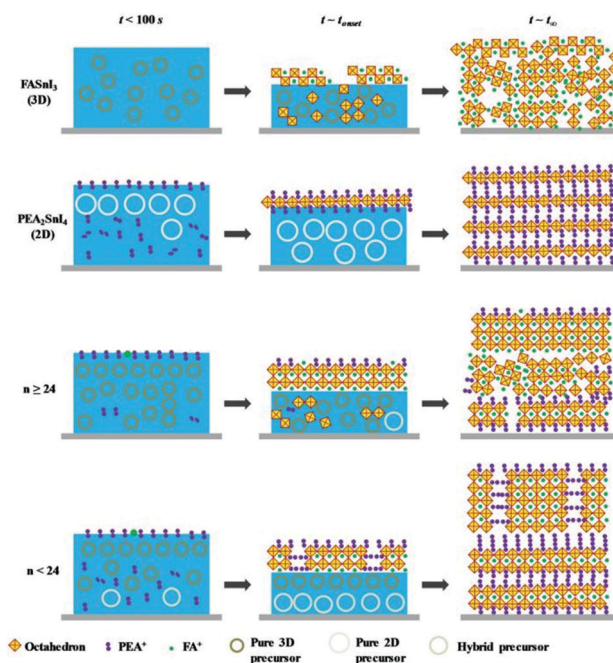 t < 100 s
t ~ tonset
t ~ t∞
FASnI3
(3D)
PEA2SnI4
(2D)
n ≥ 24
n < 24
Octahedron
PEA+
FA+
Pure 3D
precursor
Pure 2D
precursor
Hybrid precursor